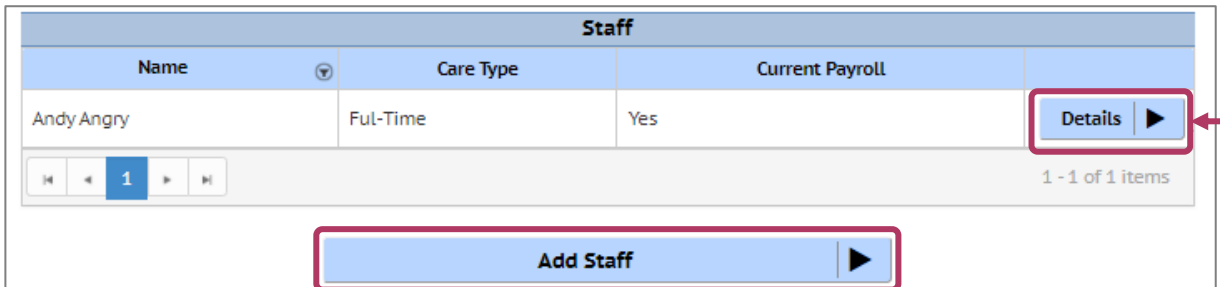 Staff
Name Care Type Current Payroll
Andy Angry Ful-Time Yes Details
1 1 - 1 of 1 items
Add Staff